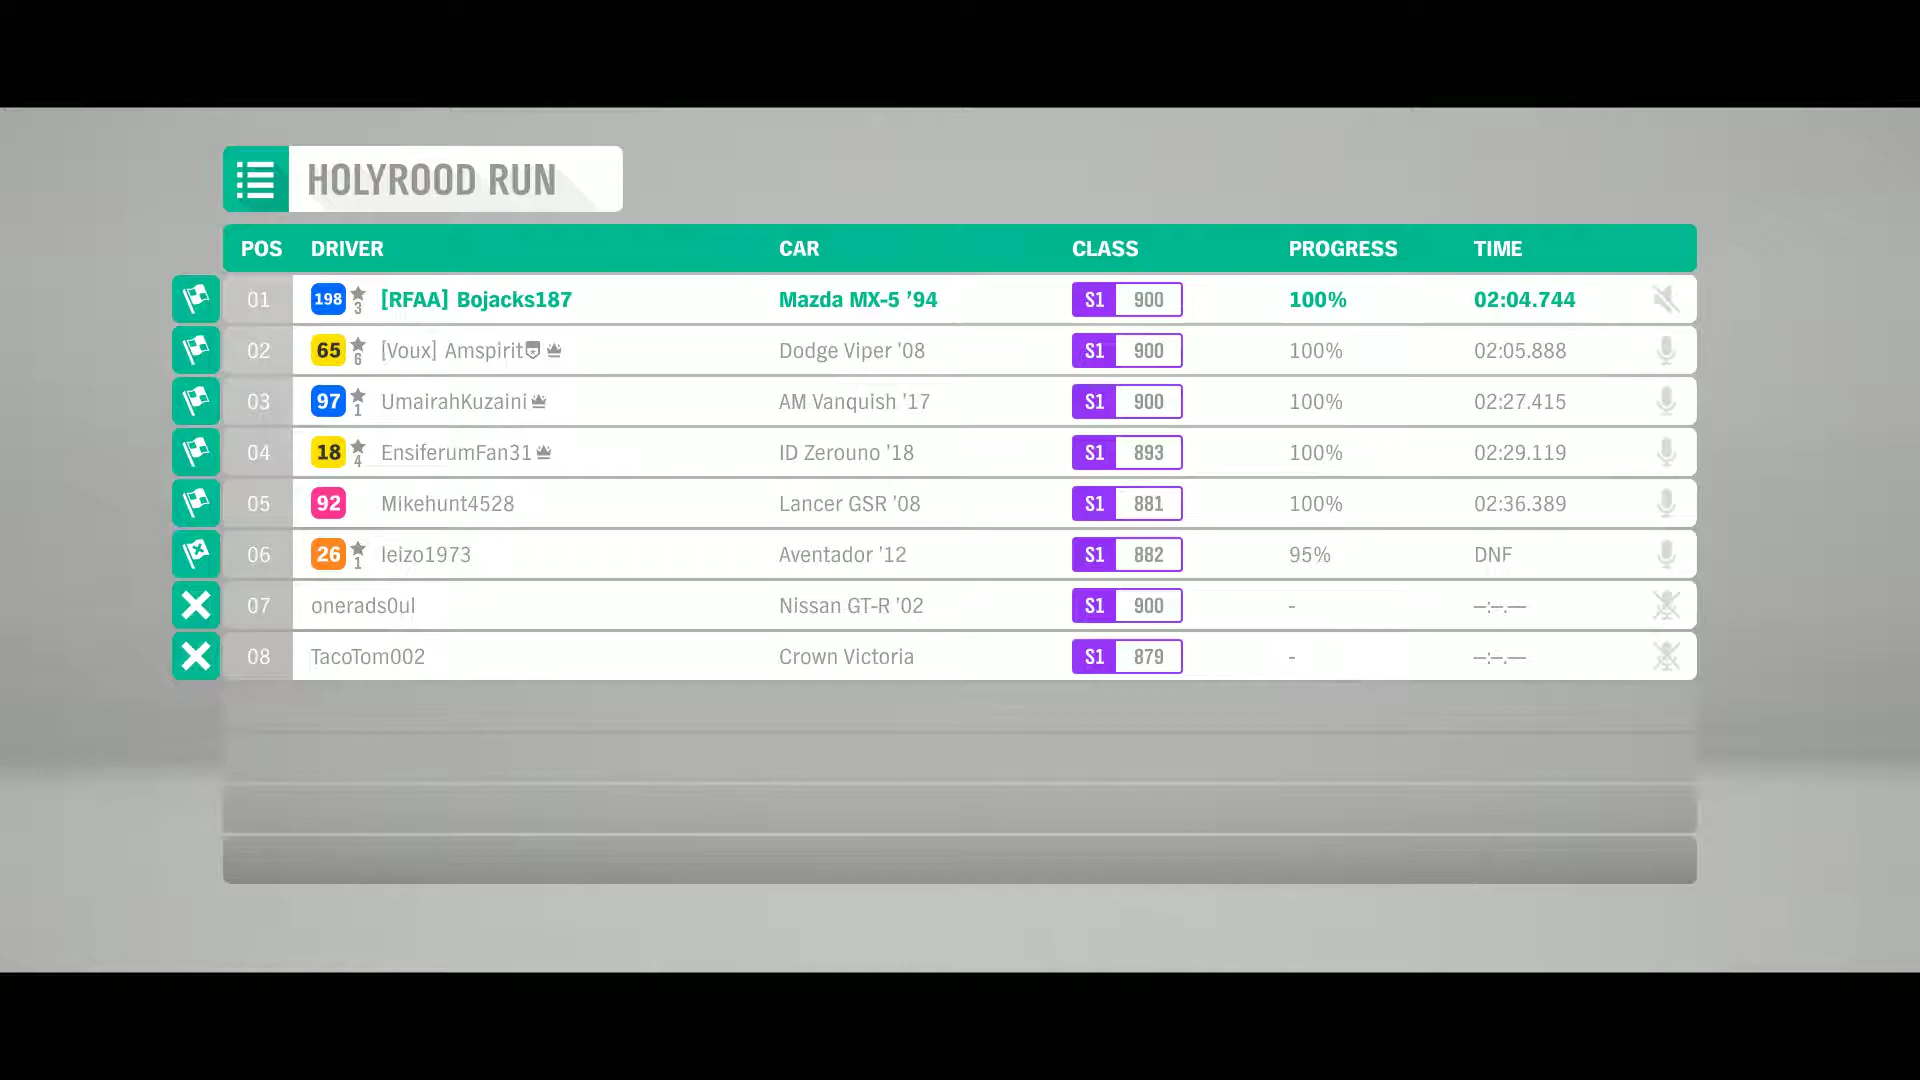 HOLYROOD RUN
POS DRIVER CAR CLASS PROGRESS TIME
01 198 3 [RFAA] Bojacks187 Mazda MX-5 ’94 S1 900 100% 02:04.744
02 65 6 [Voux] Amspirit Dodge Viper ’08 S1 900 100% 02:05.888
03 97 1 UmairahKuzaini AM Vanquish ’17 S1 900 100% 02:27.415
04 18 4 EnsiferumFan31 ID Zerouno ’18 S1 893 100% 02:29.119
05 92 Mikehunt4528 Lancer GSR ’08 S1 881 100% 02:36.389
06 26 1 leizo1973 Aventador ’12 S1 882 95% DNF
07 onerads0ul Nissan GT-R ’02 S1 900 - –:–.––
08 TacoTom002 Crown Victoria S1 879 - –:–.––